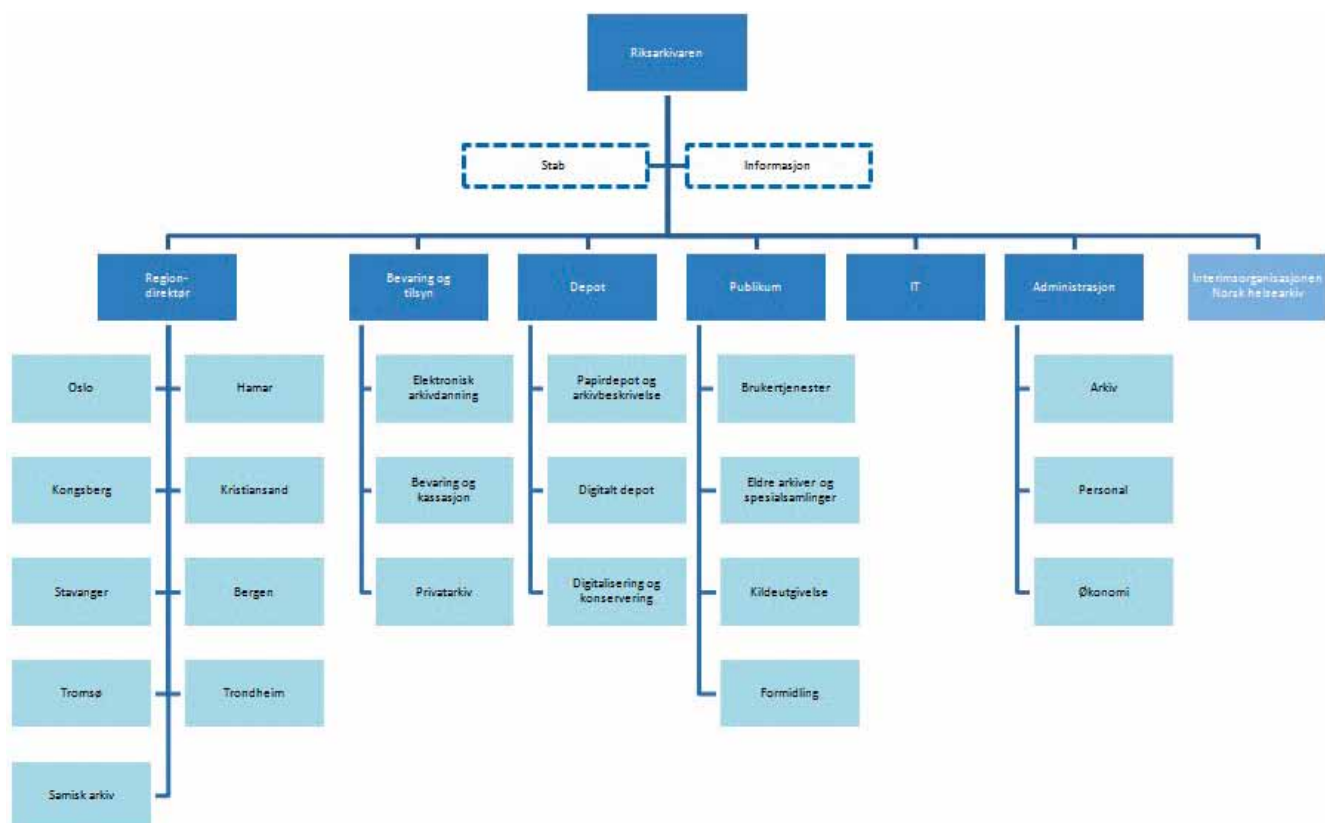 Riksarkivaren
Stab
Informasjon
Region-
direktør
Bevaring og
tilsyn
Depot
Publikum
IT
Administrasjon
Interimsorganisasjonen
Norsk helsearkiv
Oslo
Hamar
Elektronisk
arkivdanning
Papirdepot og
arkivbeskrivelse
Brukertjenester
Arkiv
Kongsberg
Kristiansand
Bevaring og
kassasjon
Digitalt depot
Eldre arkiver og
spesialsamlinger
Personal
Stavanger
Bergen
Privatarkiv
Digitalisering og
konservering
Kildeutgivelse
Økonomi
Tromsø
Trondheim
Formidling
Samisk arkiv